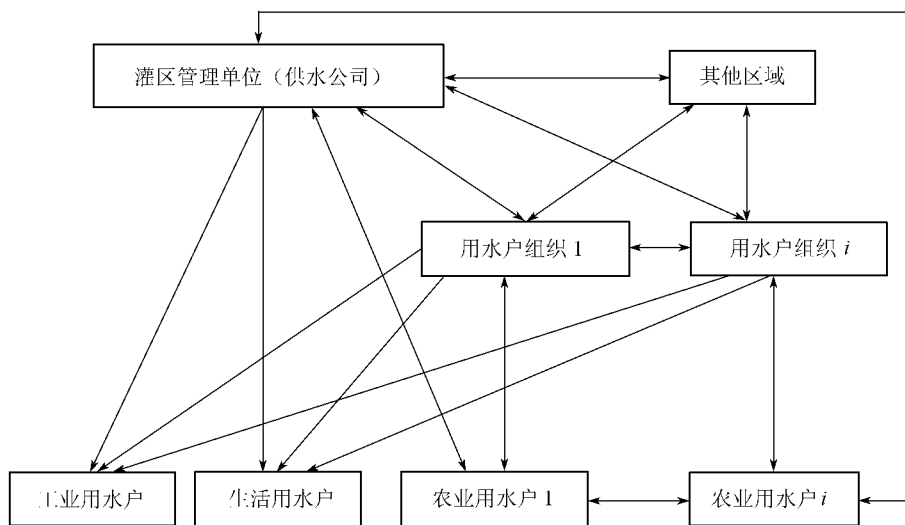 灌区管理单位（供水公司）
其他区域
用水户组织 1
用水户组织 i
工业用水户
生活用水户
农业用水户 1
农业用水户 i